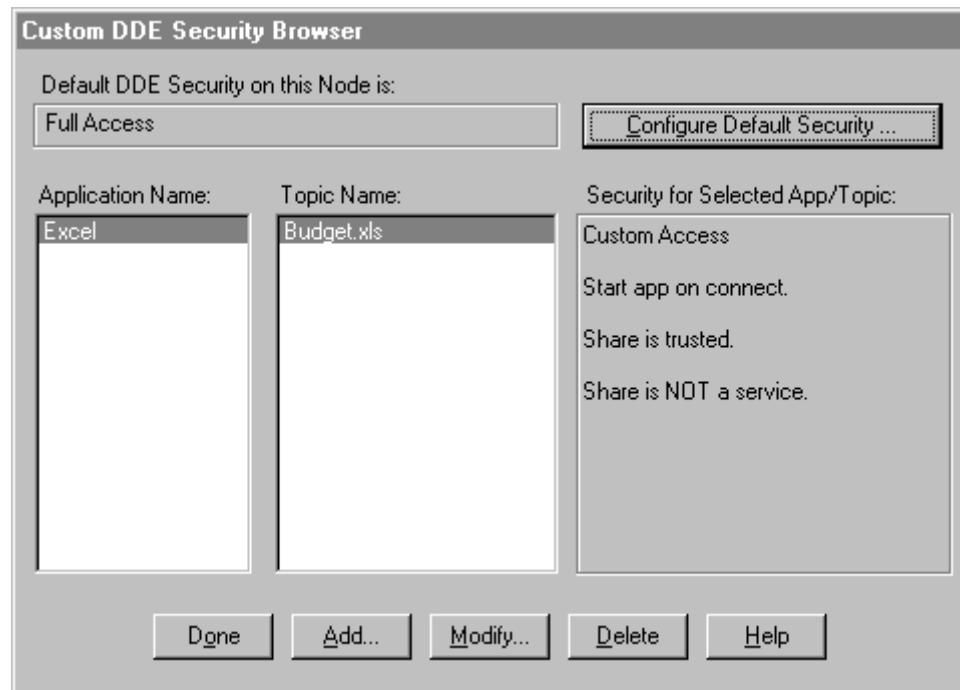 Custom DDE Security Browser
Default DDE Security on this Node is:
Full Access
Configure Default Security ...
Application Name:
Topic Name:
Security for Selected App/Topic:
Excel
Budget.xls
Custom Access
Start app on connect.
Share is trusted.
Share is NOT a service.
Done
Add...
Modify...
Delete
Help